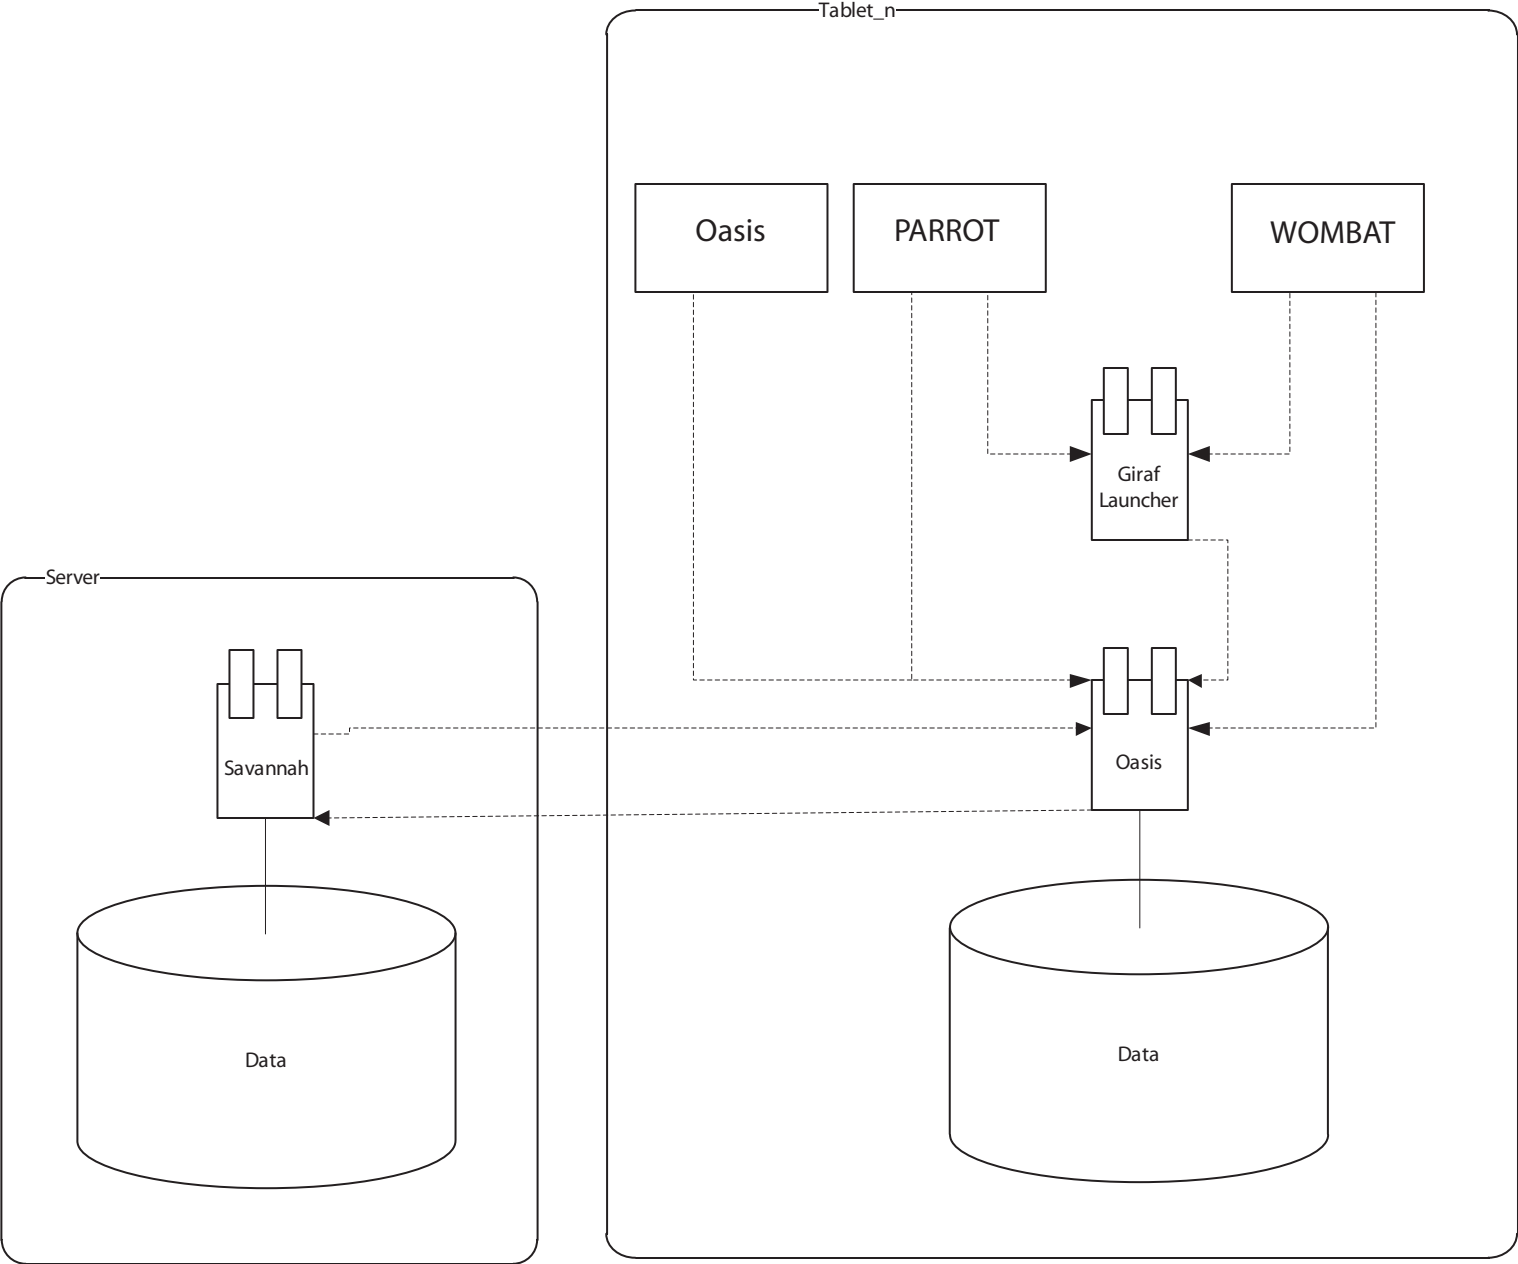 Tablet_n
Oasis
PARROT
WOMBAT
Giraf
Launcher
Server
Savannah
Oasis
Data
Data